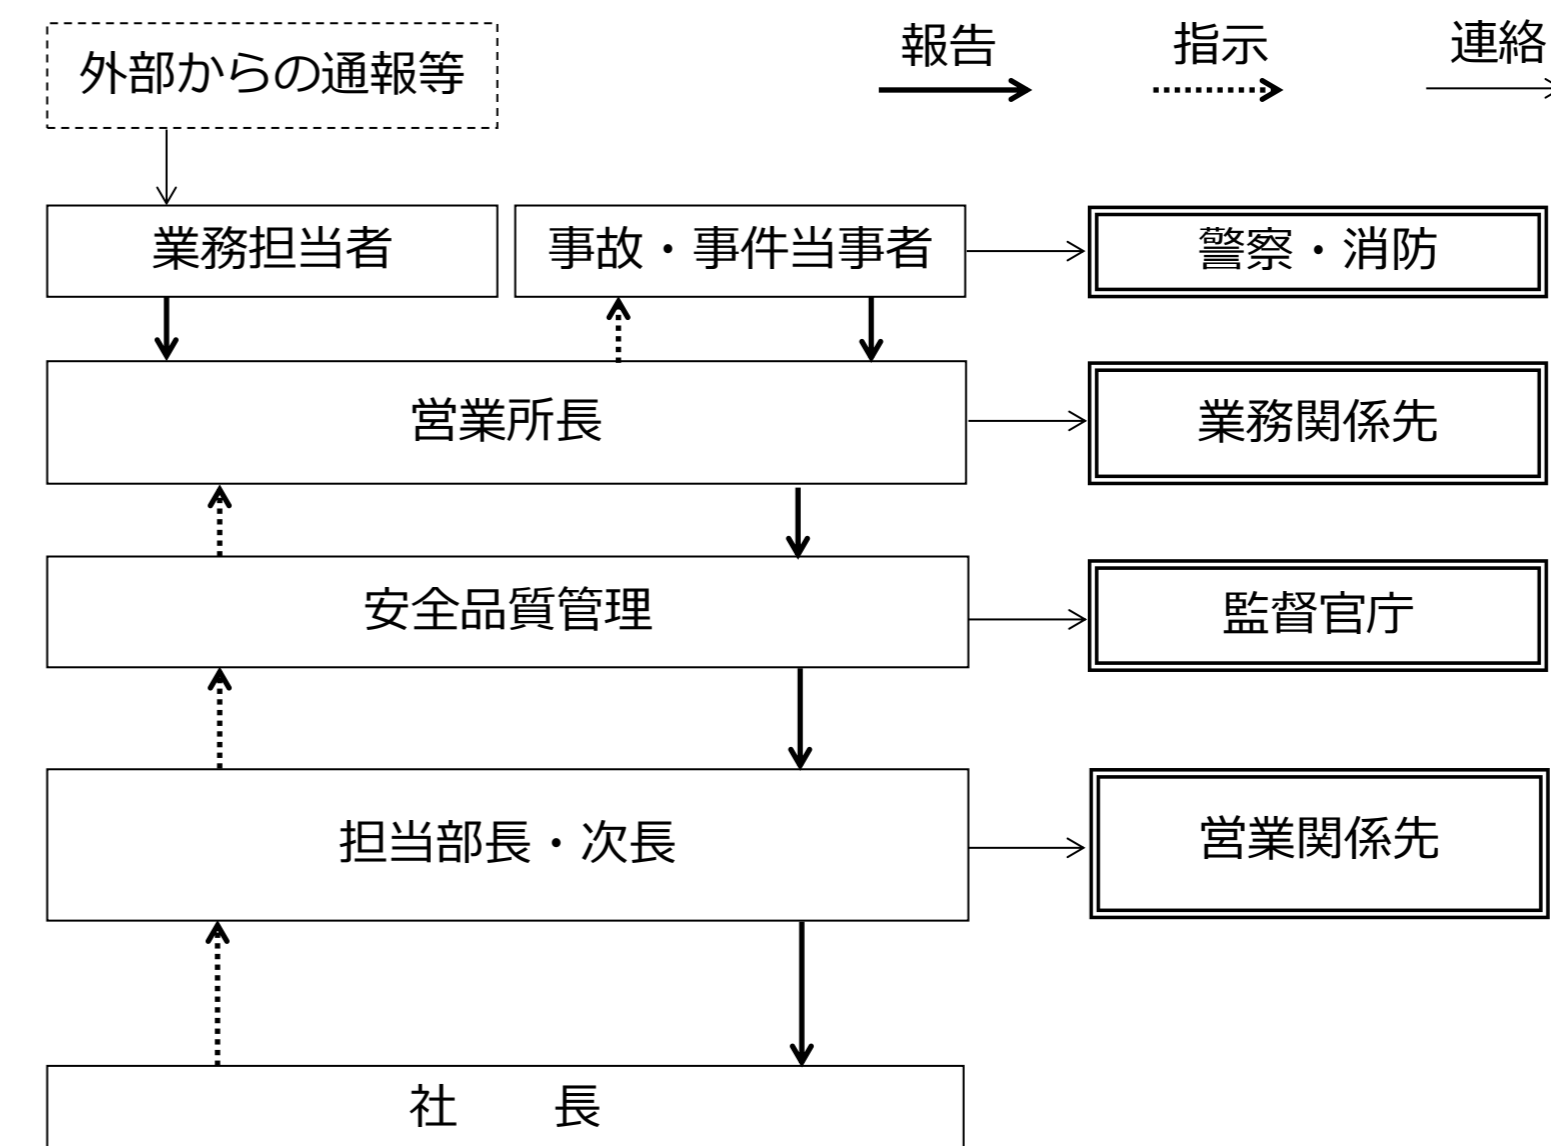 外部からの通報等
報告
指示
連絡
業務担当者
事故・事件当事者
警察・消防
営業所長
業務関係先
安全品質管理
監督官庁
担当部長・次長
営業関係先
社　　長